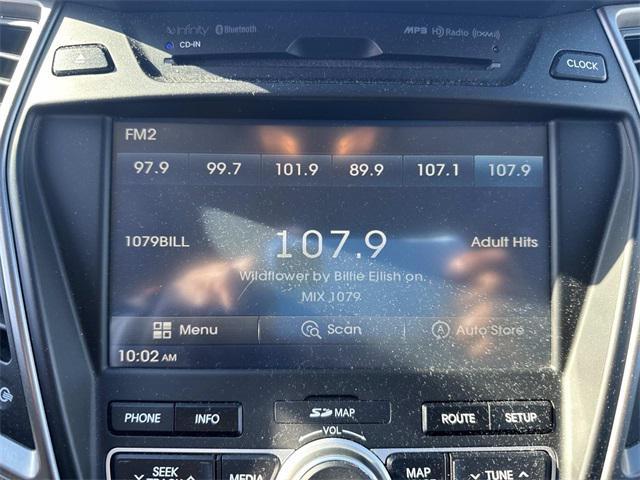 infinity Bluetooth MP3 HD Radio ((XM))
CD-IN
CLOCK
FM2
97.9 99.7 101.9 89.9 107.1 107.9
1079BILL 107.9 Adult Hits
Wildflower by Billie Eilish on.
MIX 1079
Menu Scan A Auto Store
10:02 AM
PHONE INFO SD MAP ROUTE SETUP
VOL
SEEK MEDIA MAP TUNE
TRACK